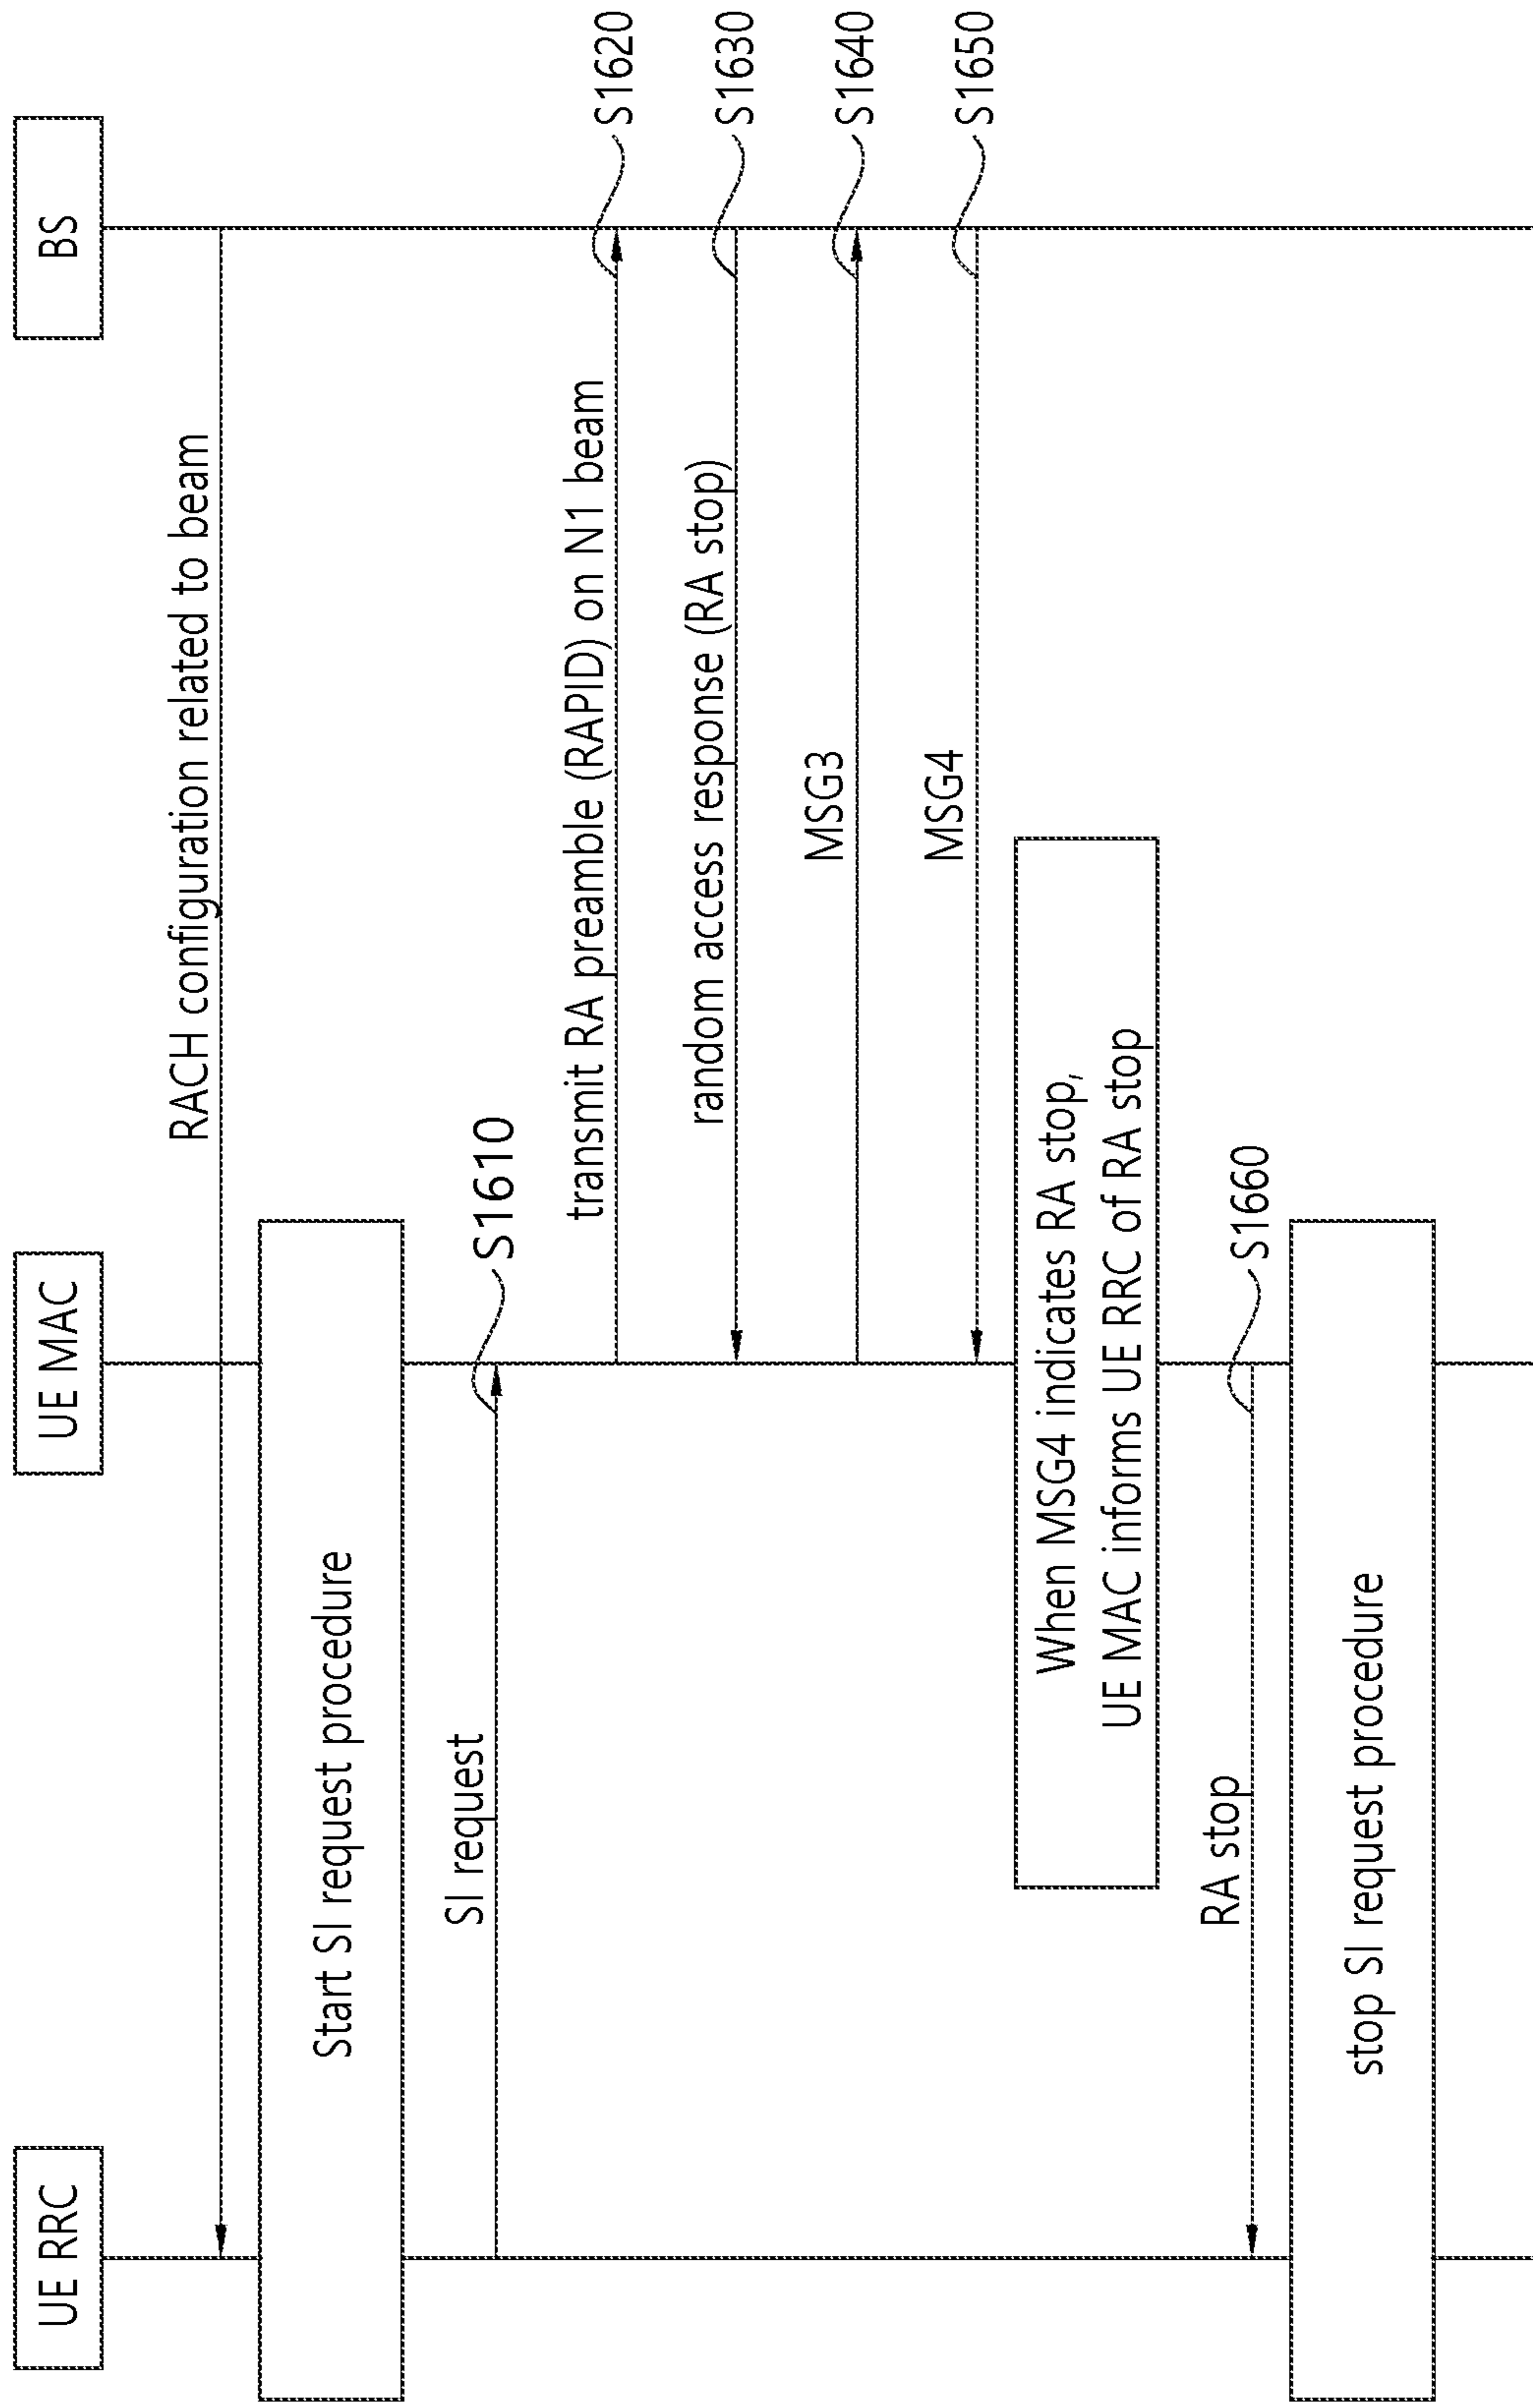 UE RRC
UE MAC
BS
RACH configuration related to beam
Start SI request procedure
SI request
S1610
transmit RA preamble (RAPID) on N1 beam
S1620
random access response (RA stop)
S1630
MSG3
S1640
MSG4
S1650
When MSG4 indicates RA stop,
UE MAC informs UE RRC of RA stop
RA stop
S1660
stop SI request procedure